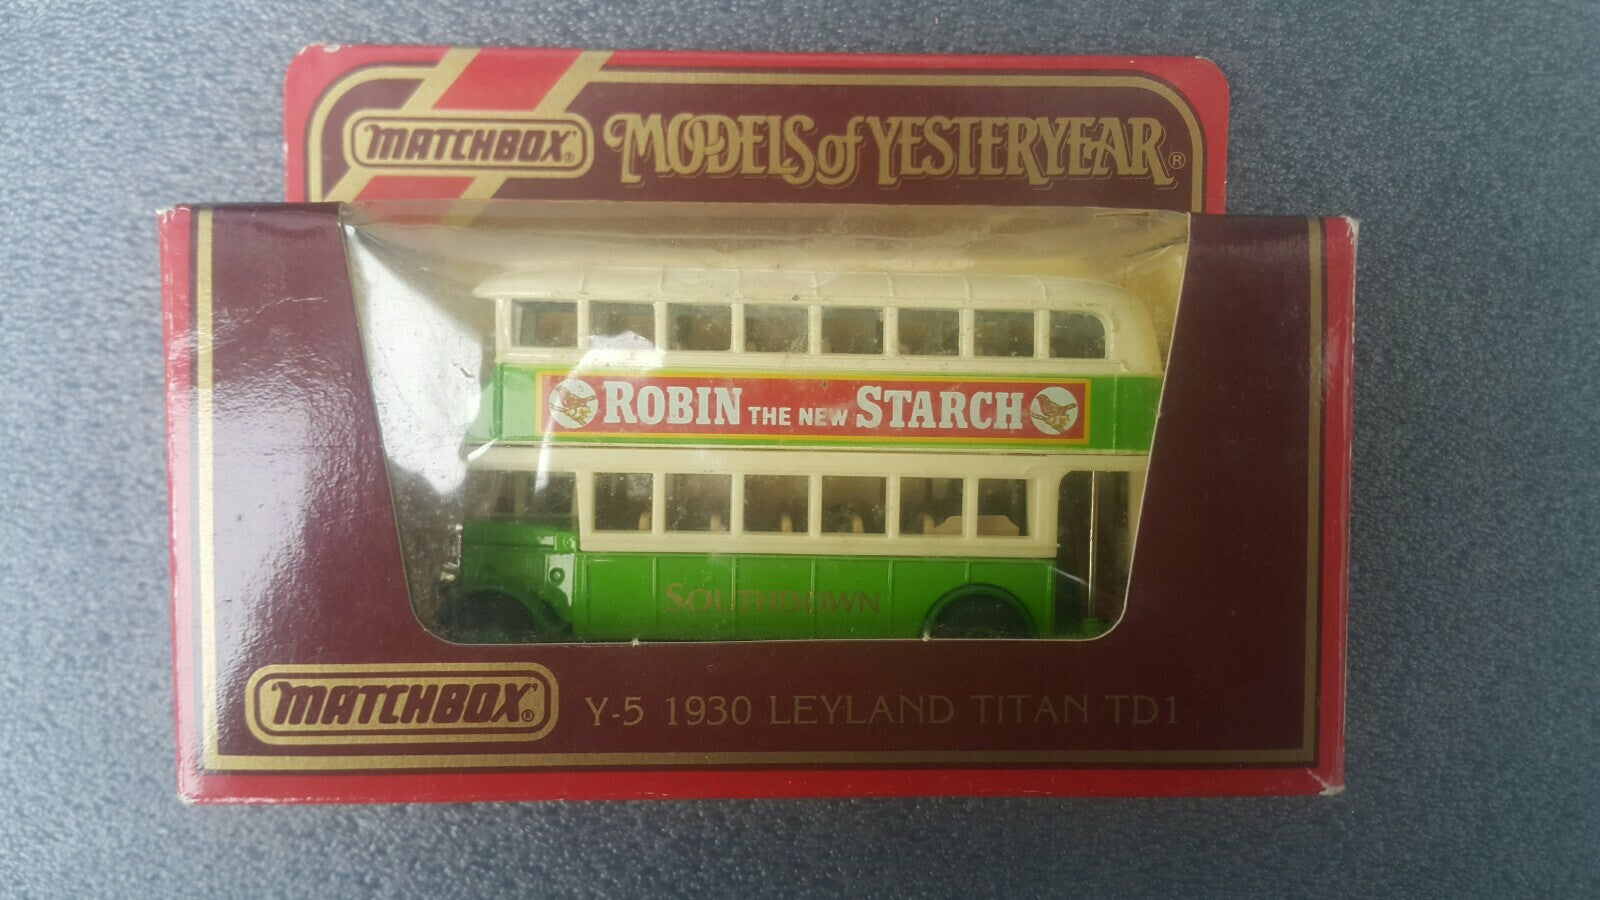 MATCHBOX® MODELS of YESTERYEAR®
ROBIN THE NEW STARCH
SOUTHDOWN
MATCHBOX® Y-5 1930 LEYLAND TITAN TD1